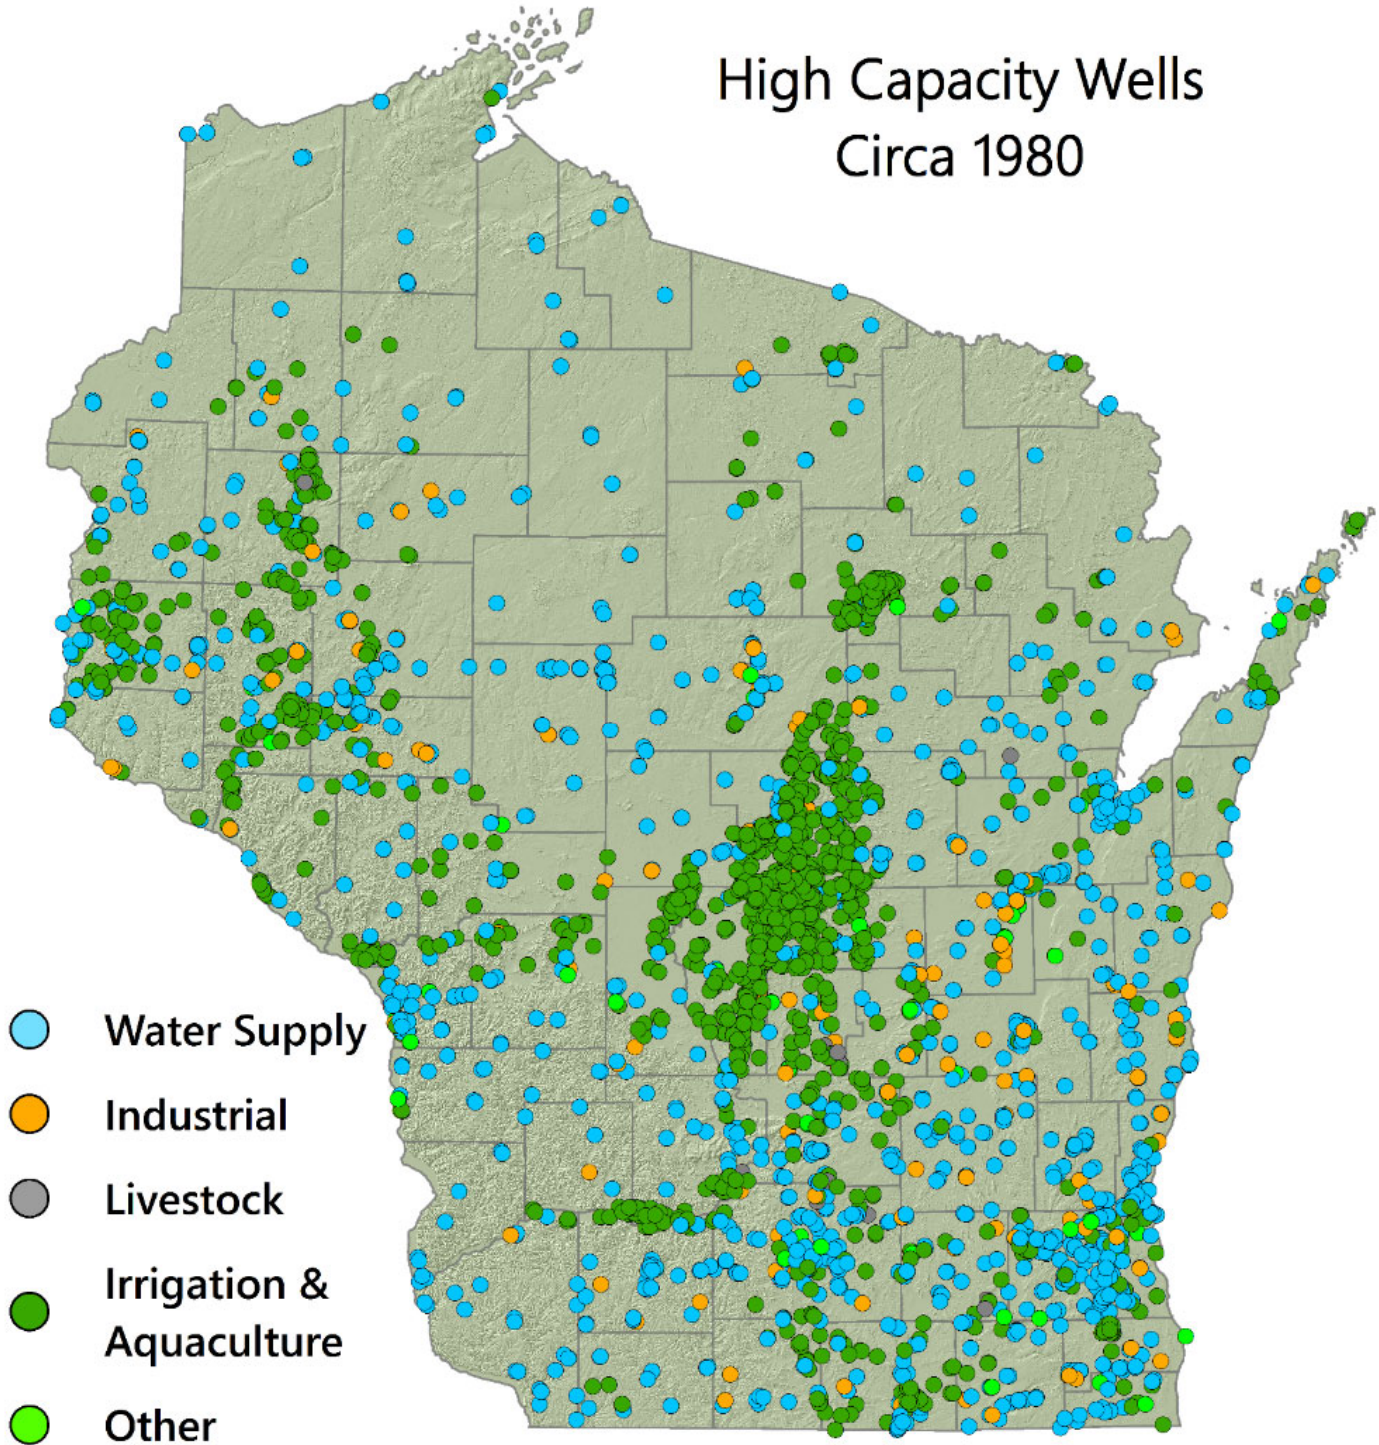 High Capacity Wells
Circa 1980
Water Supply
Industrial
Livestock
Irrigation &
Aquaculture
Other